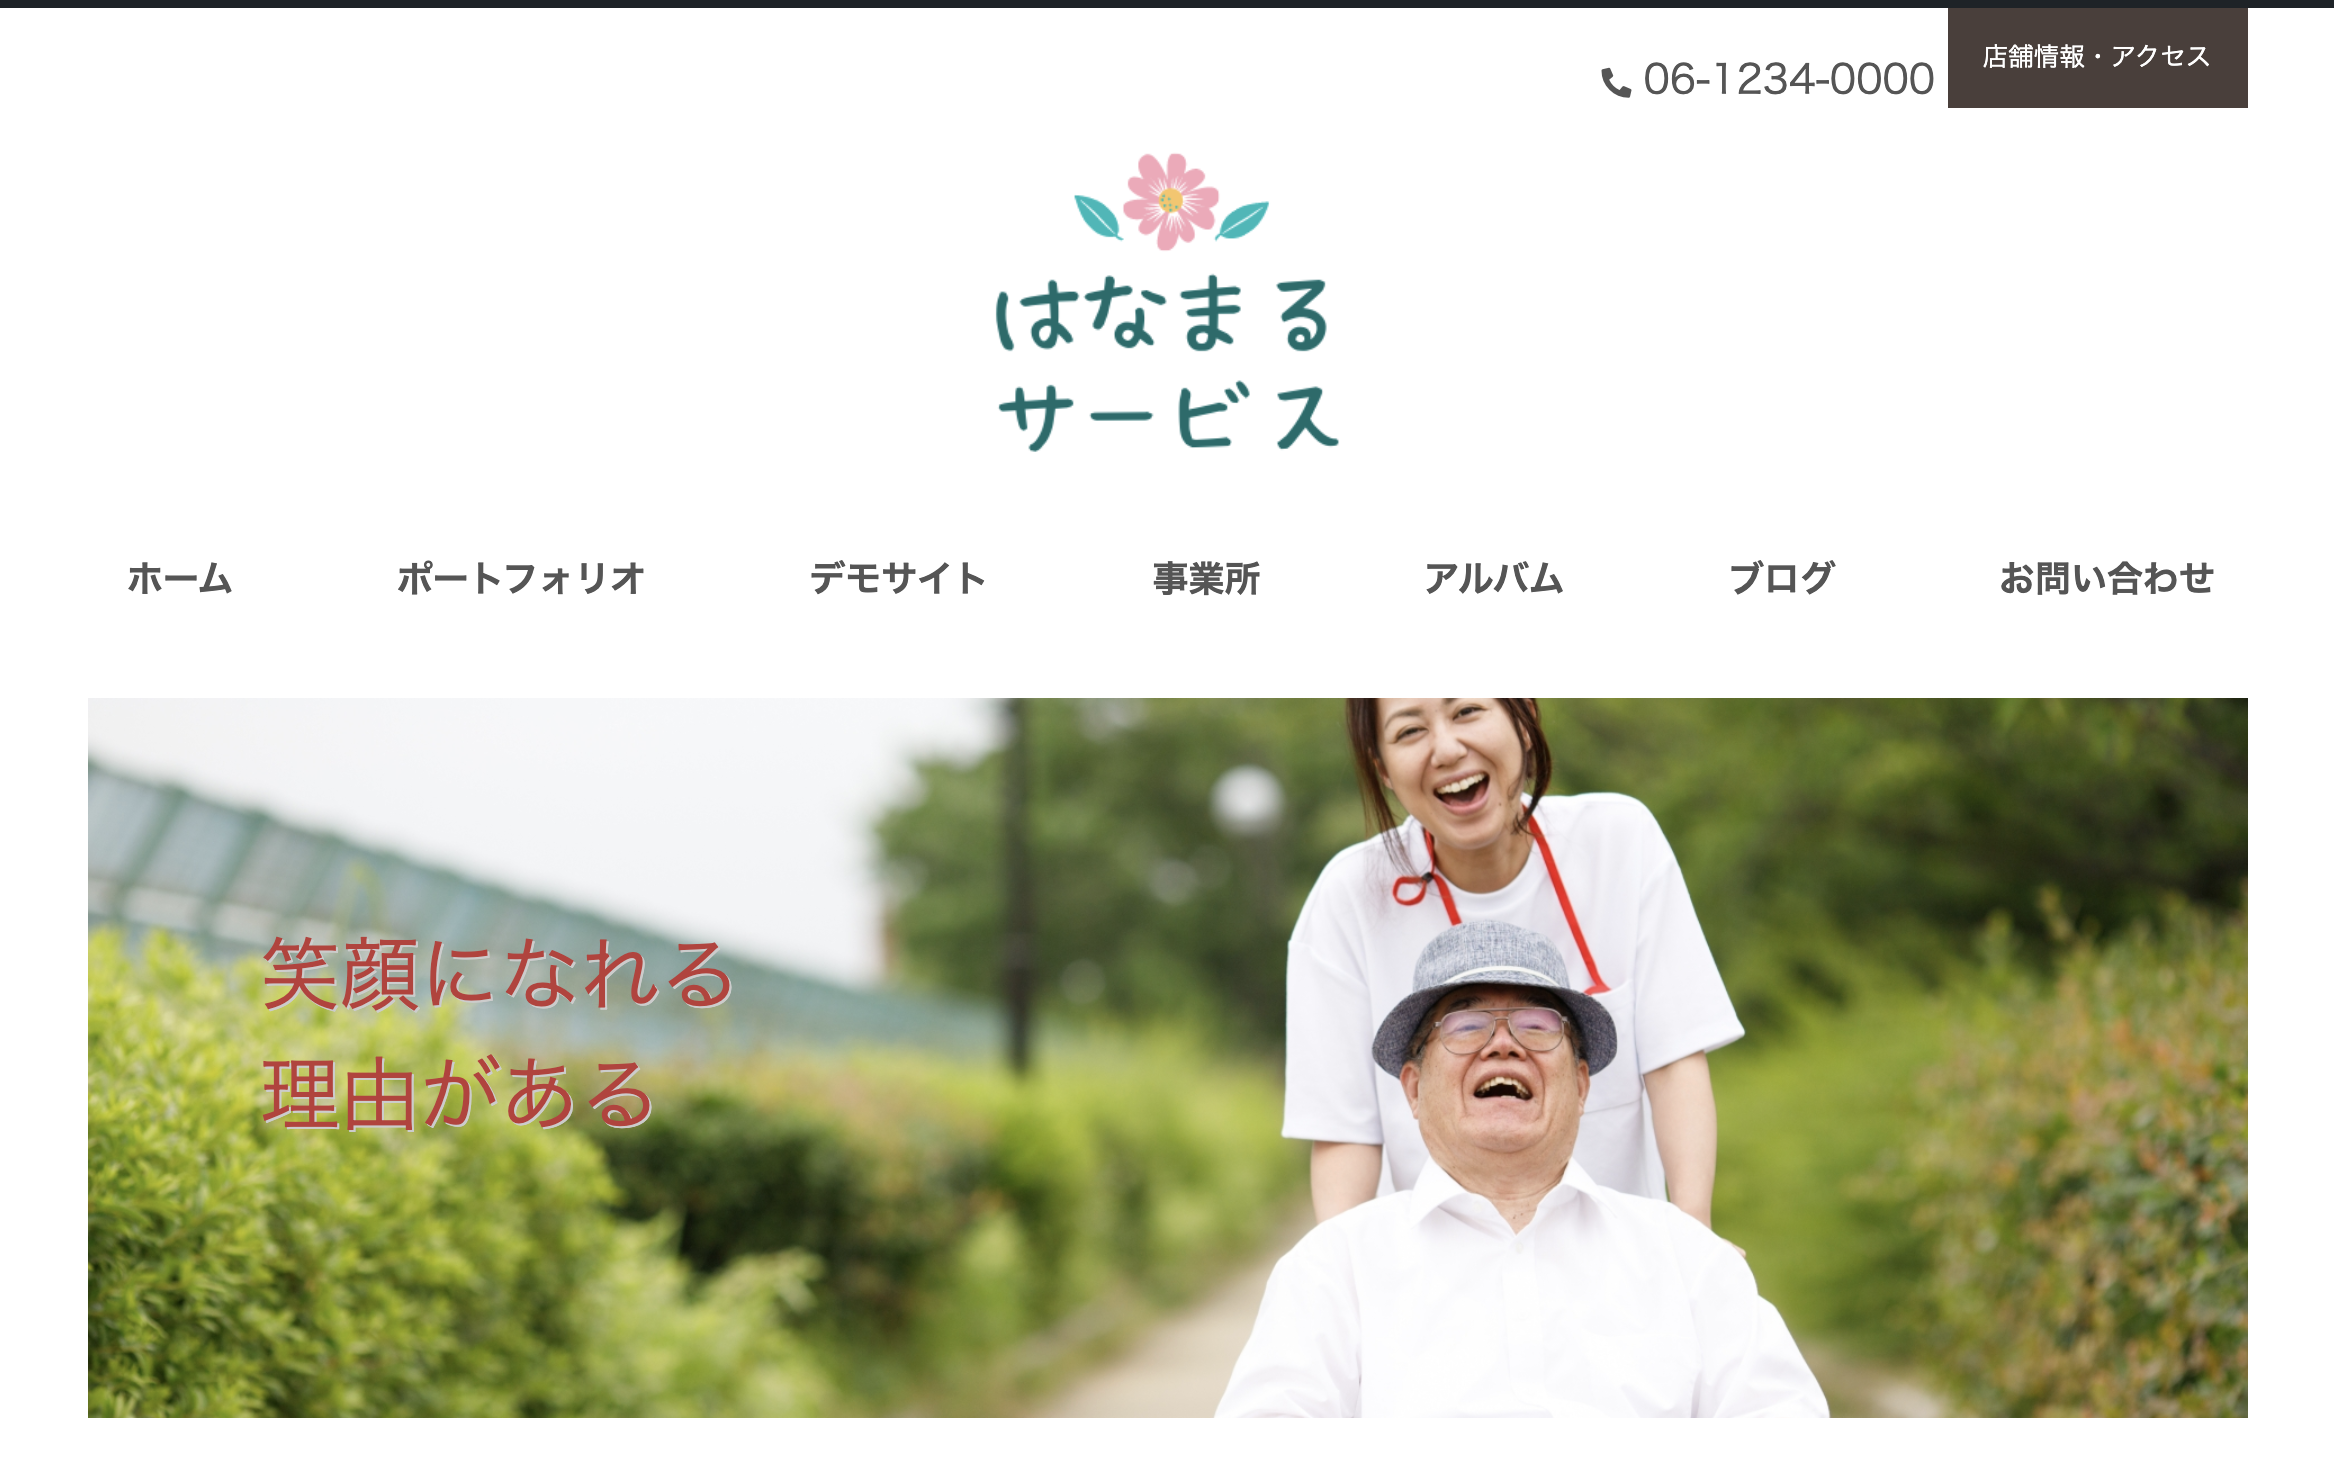 06-1234-0000
店舗情報・アクセス
はなまる
サービス
ホーム
ポートフォリオ
デモサイト
事業所
アルバム
ブログ
お問い合わせ
笑顔になれる
理由がある